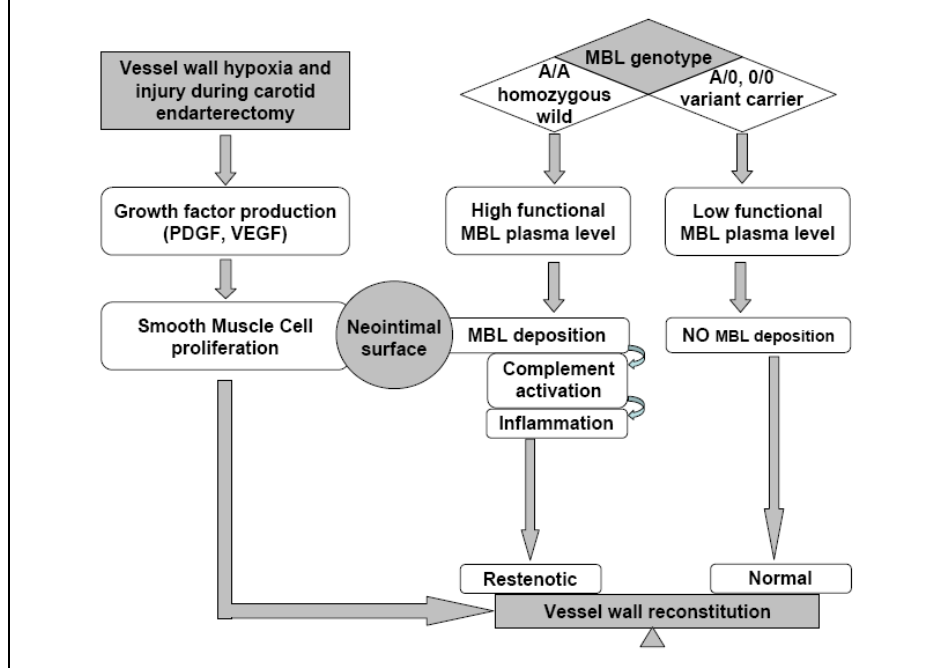 Vessel wall hypoxia and
injury during carotid
endarterectomy
MBL genotype
A/A
homozygous
wild
A/0, 0/0
variant carrier
Growth factor production
(PDGF, VEGF)
High functional
MBL plasma level
Low functional
MBL plasma level
Smooth Muscle Cell
proliferation
Neointimal
surface
MBL deposition
NO MBL deposition
Complement
activation
Inflammation
Restenotic
Normal
Vessel wall reconstitution